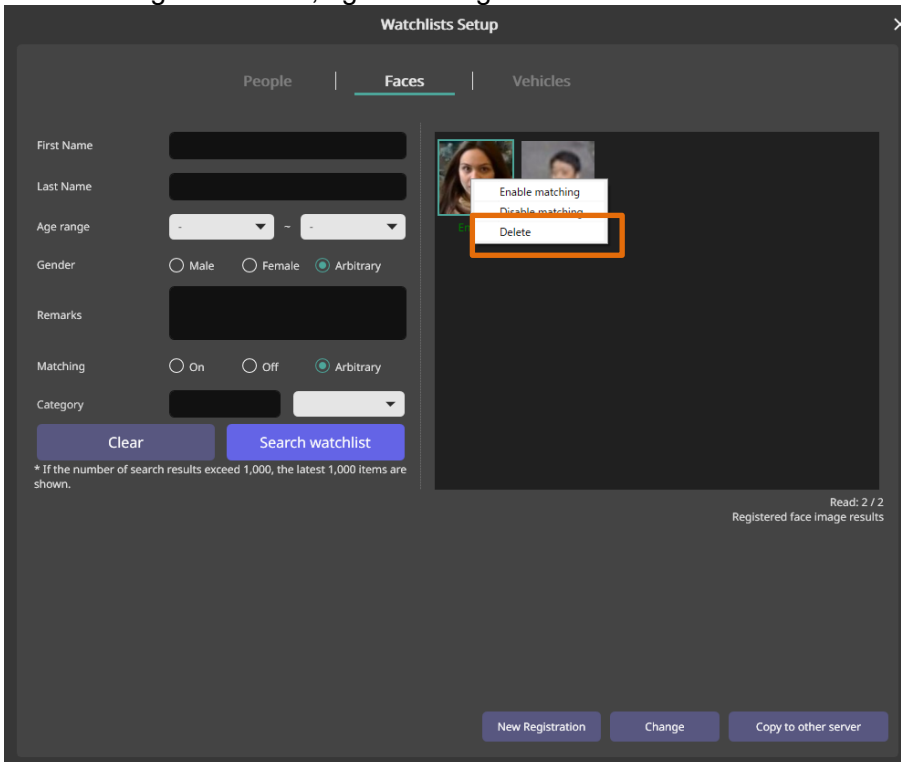 Watchlists Setup
People | Faces | Vehicles
First Name
Last Name
Age range - ~ -
Gender Male Female Arbitrary
Remarks
Matching On Off Arbitrary
Category
Clear Search watchlist
* If the number of search results exceed 1,000, the latest 1,000 items are
shown.
Enable matching
Disable matching
Delete
Read: 2 / 2
Registered face image results
New Registration Change Copy to other server